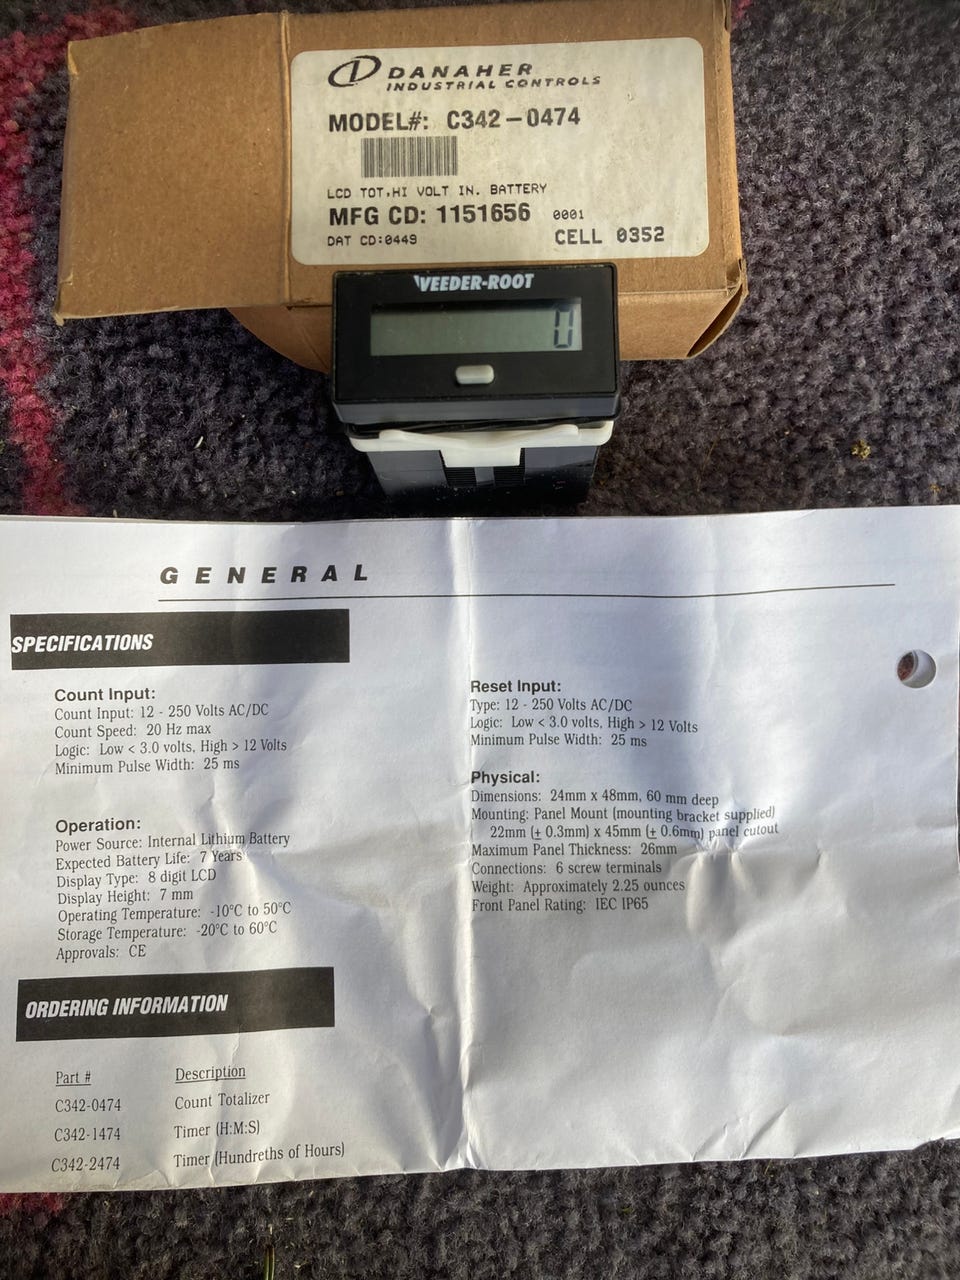 DANAHER
INDUSTRIAL CONTROLS
MODEL#: C342-0474
LCD TOT,HI VOLT IN. BATTERY
MFG CD: 1151656 0001
DAT CD:0449 CELL 0352
VEEDER-ROOT
0
GENERAL
SPECIFICATIONS
Count Input:
Count Input: 12 - 250 Volts AC/DC
Count Speed: 20 Hz max
Logic: Low < 3.0 volts, High > 12 Volts
Minimum Pulse Width: 25 ms
Operation:
Power Source: Internal Lithium Battery
Expected Battery Life: 7 Years
Display Type: 8 digit LCD
Display Height: 7 mm
Operating Temperature: -10°C to 50°C
Storage Temperature: -20°C to 60°C
Approvals: CE
Reset Input:
Type: 12 - 250 Volts AC/DC
Logic: Low < 3.0 volts, High > 12 Volts
Minimum Pulse Width: 25 ms
Physical:
Dimensions: 24mm x 48mm, 60 mm deep
Mounting: Panel Mount (mounting bracket supplied)
22mm (± 0.3mm) x 45mm (± 0.6mm) panel cutout
Maximum Panel Thickness: 26mm
Connections: 6 screw terminals
Weight: Approximately 2.25 ounces
Front Panel Rating: IEC IP65
ORDERING INFORMATION
Part # Description
C342-0474 Count Totalizer
C342-1474 Timer (H:M:S)
C342-2474 Timer (Hundreths of Hours)